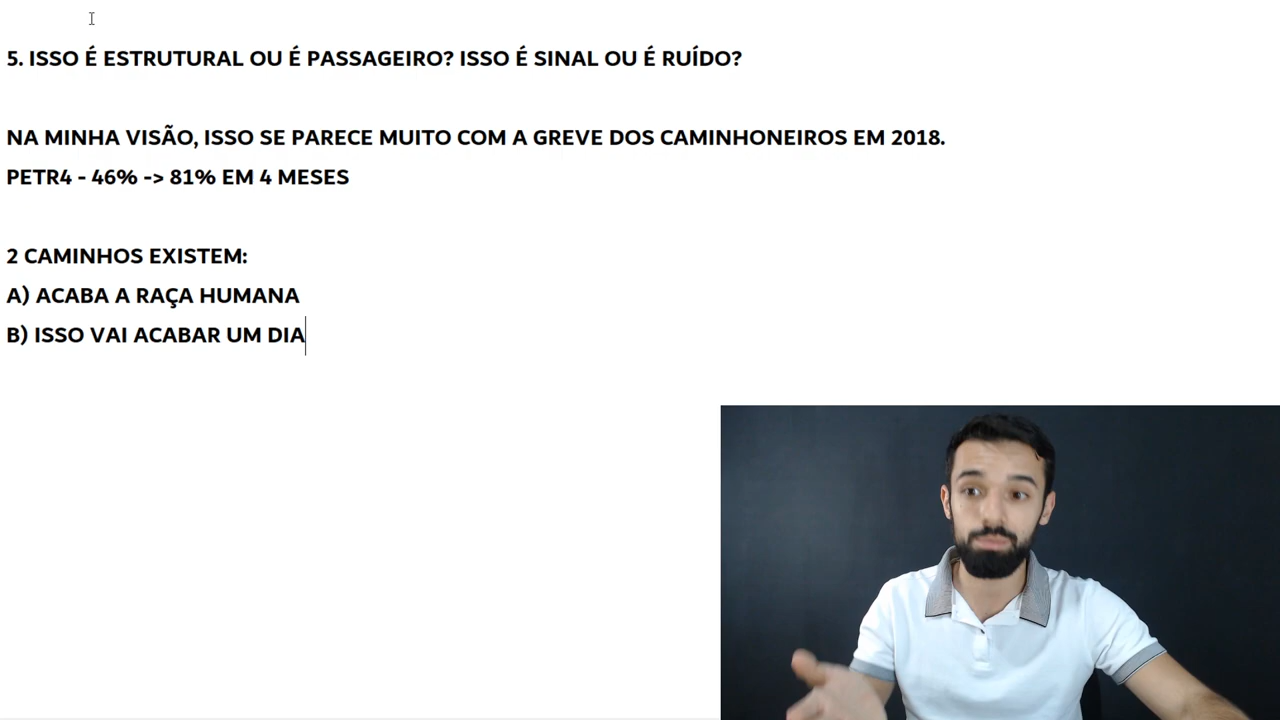 5. ISSO É ESTRUTURAL OU É PASSAGEIRO? ISSO É SINAL OU É RUÍDO?
NA MINHA VISÃO, ISSO SE PARECE MUITO COM A GREVE DOS CAMINHONEIROS EM 2018.
PETR4 - 46% -> 81% EM 4 MESES
2 CAMINHOS EXISTEM:
A) ACABA A RAÇA HUMANA
B) ISSO VAI ACABAR UM DIA